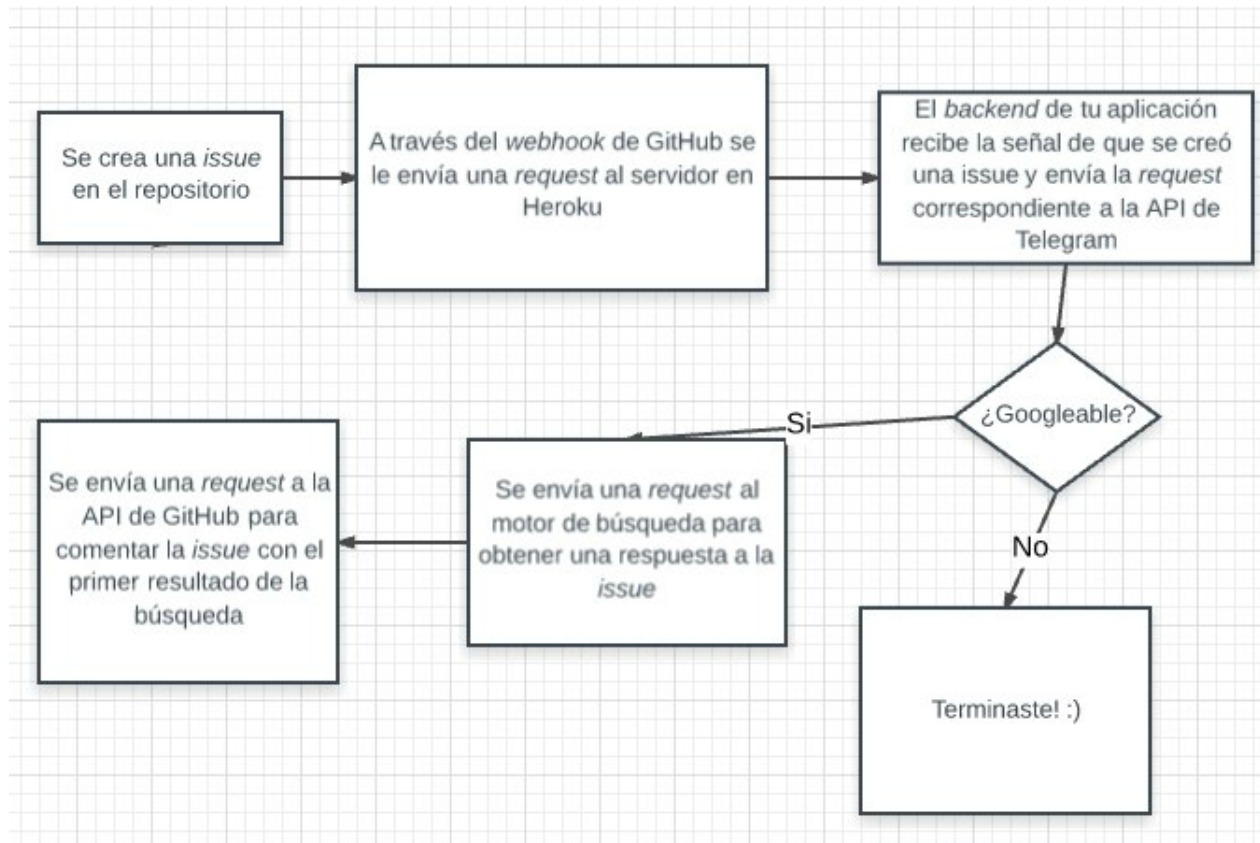 Se crea una issue
en el repositorio
A través del webhook de GitHub se
le envía una request al servidor en
Heroku
El backend de tu aplicación
recibe la señal de que se creó
una issue y envía la request
correspondiente a la API de
Telegram
¿Googleable?
Si
Se envía una request al
motor de búsqueda para
obtener una respuesta a la
issue
Se envía una request a la
API de GitHub para
comentar la issue con el
primer resultado de la
búsqueda
No
Terminaste! :)